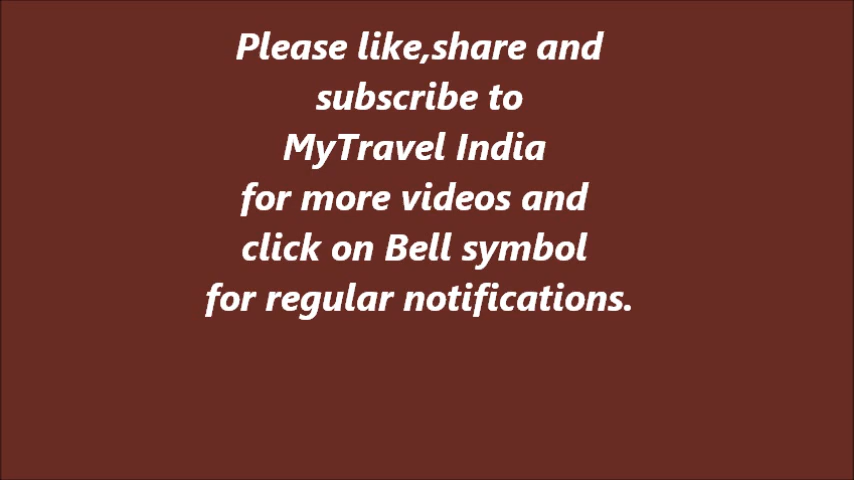 Please like,share and
subscribe to
MyTravel India
for more videos and
click on Bell symbol
for regular notifications.